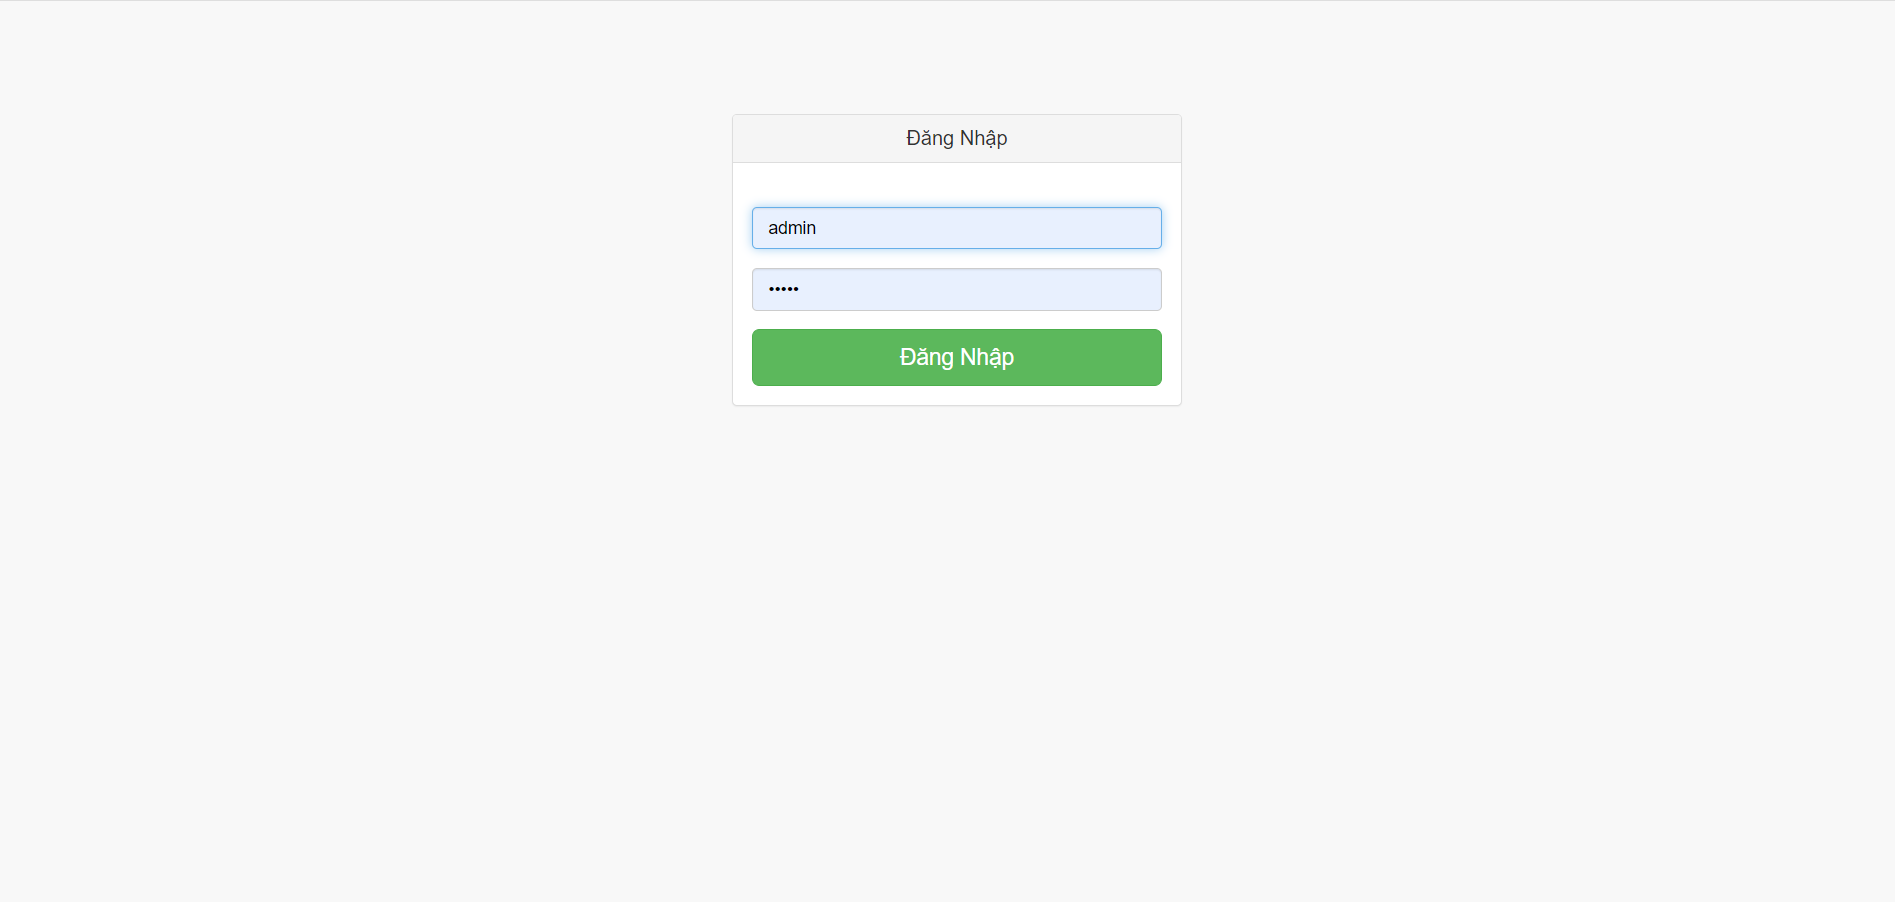 Đăng Nhập
admin
•••••
Đăng Nhập